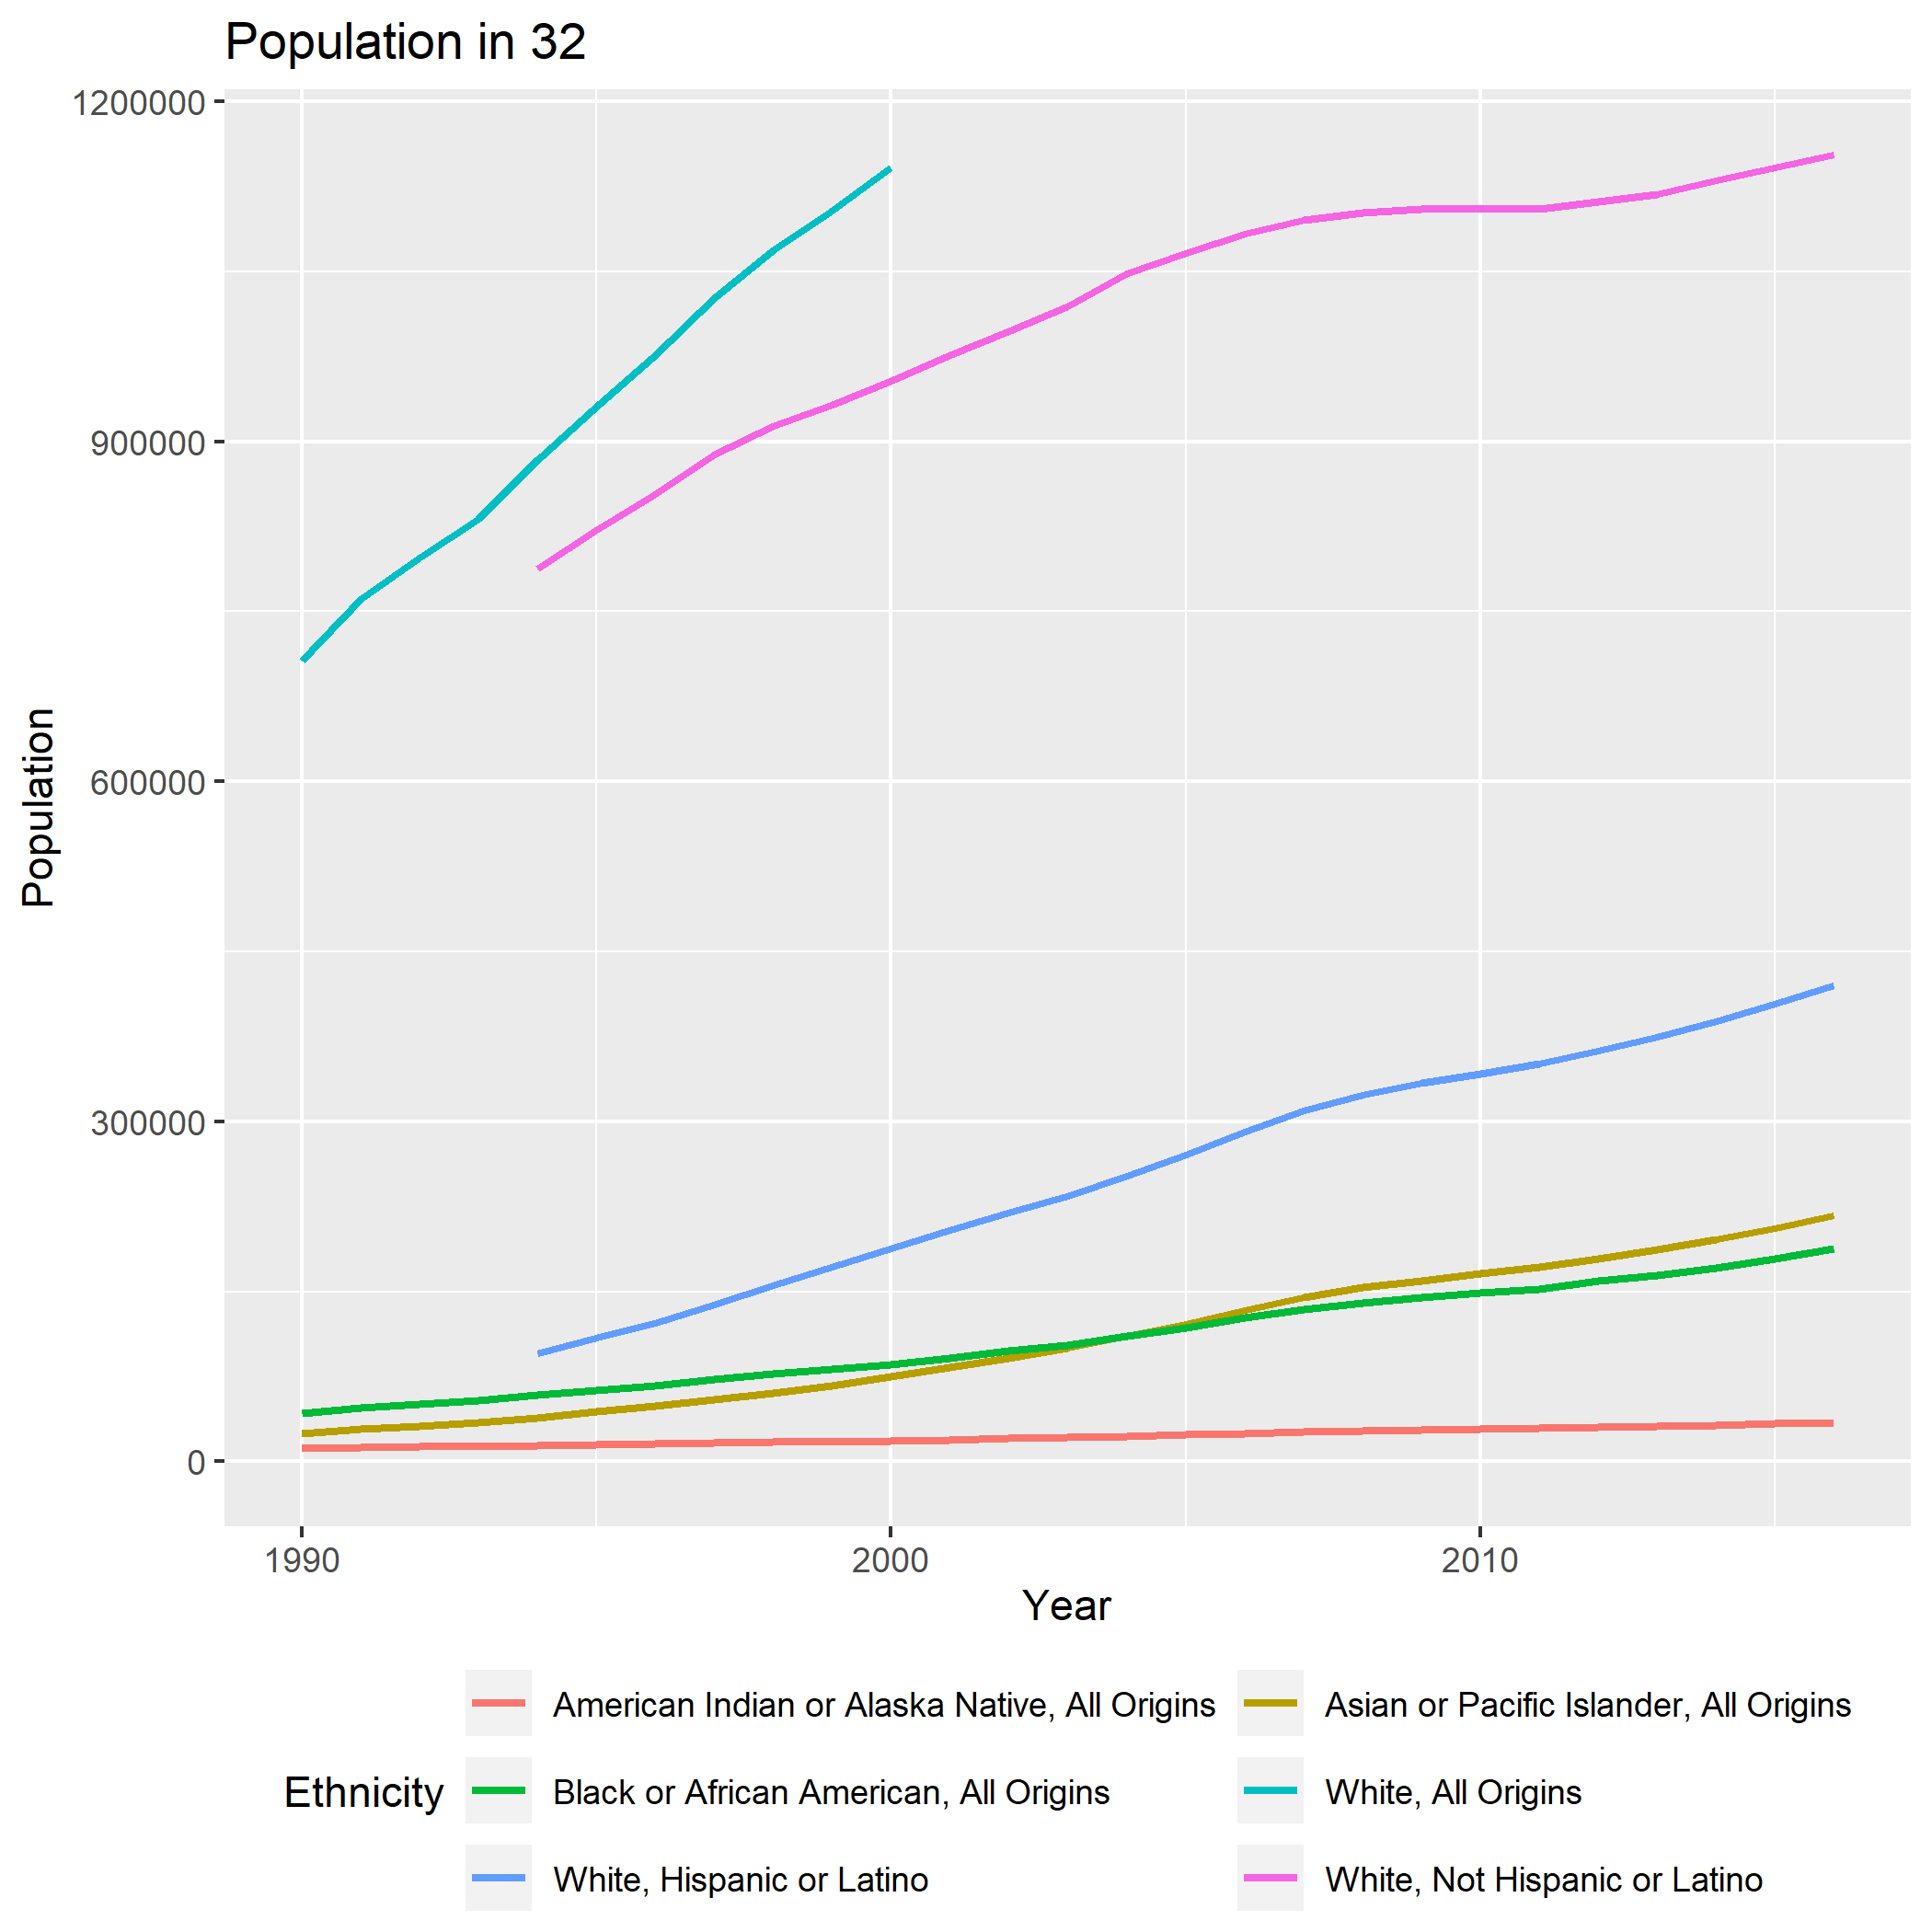 Population in 32
1200000
900000
600000
300000
0
Population
1990 2000 2010
Year
Ethnicity
American Indian or Alaska Native, All Origins
Asian or Pacific Islander, All Origins
Black or African American, All Origins
White, All Origins
White, Hispanic or Latino
White, Not Hispanic or Latino